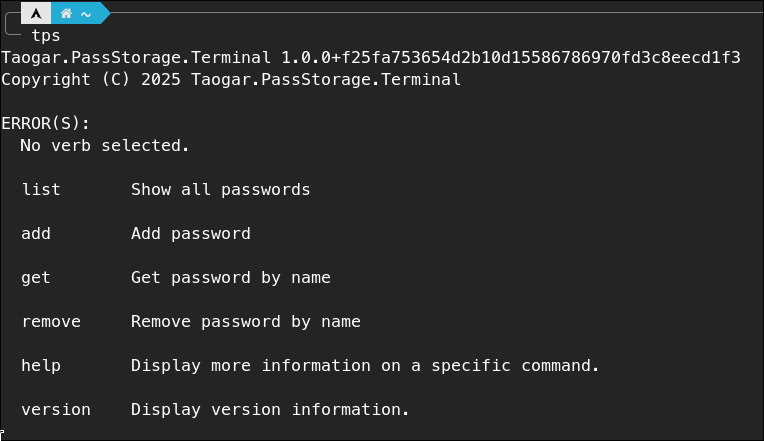 ~
tps
Taogar.PassStorage.Terminal 1.0.0+f25fa753654d2b10d15586786970fd3c8eecd1f3
Copyright (C) 2025 Taogar.PassStorage.Terminal
ERROR(S):
No verb selected.
list Show all passwords
add Add password
get Get password by name
remove Remove password by name
help Display more information on a specific command.
version Display version information.